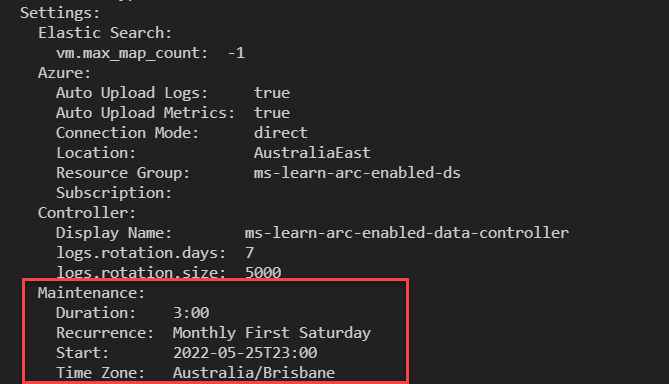 Settings:
Elastic Search:
vm.max_map_count: -1
Azure:
Auto Upload Logs: true
Auto Upload Metrics: true
Connection Mode: direct
Location: AustraliaEast
Resource Group: ms-learn-arc-enabled-ds
Subscription:
Controller:
Display Name: ms-learn-arc-enabled-data-controller
logs.rotation.days: 7
logs.rotation.size: 5000
Maintenance:
Duration: 3:00
Recurrence: Monthly First Saturday
Start: 2022-05-25T23:00
Time Zone: Australia/Brisbane